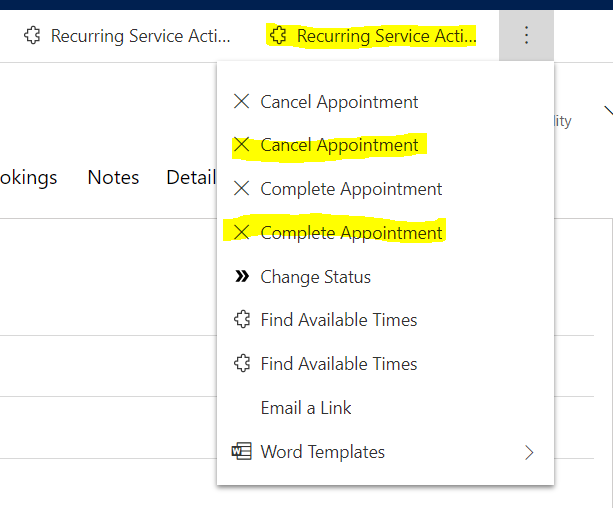 Recurring Service Acti... Recurring Service Acti...
Cancel Appointment
lity
Cancel Appointment
okings Notes Detail
Complete Appointment
Complete Appointment
Change Status
Find Available Times
Find Available Times
Email a Link
Word Templates